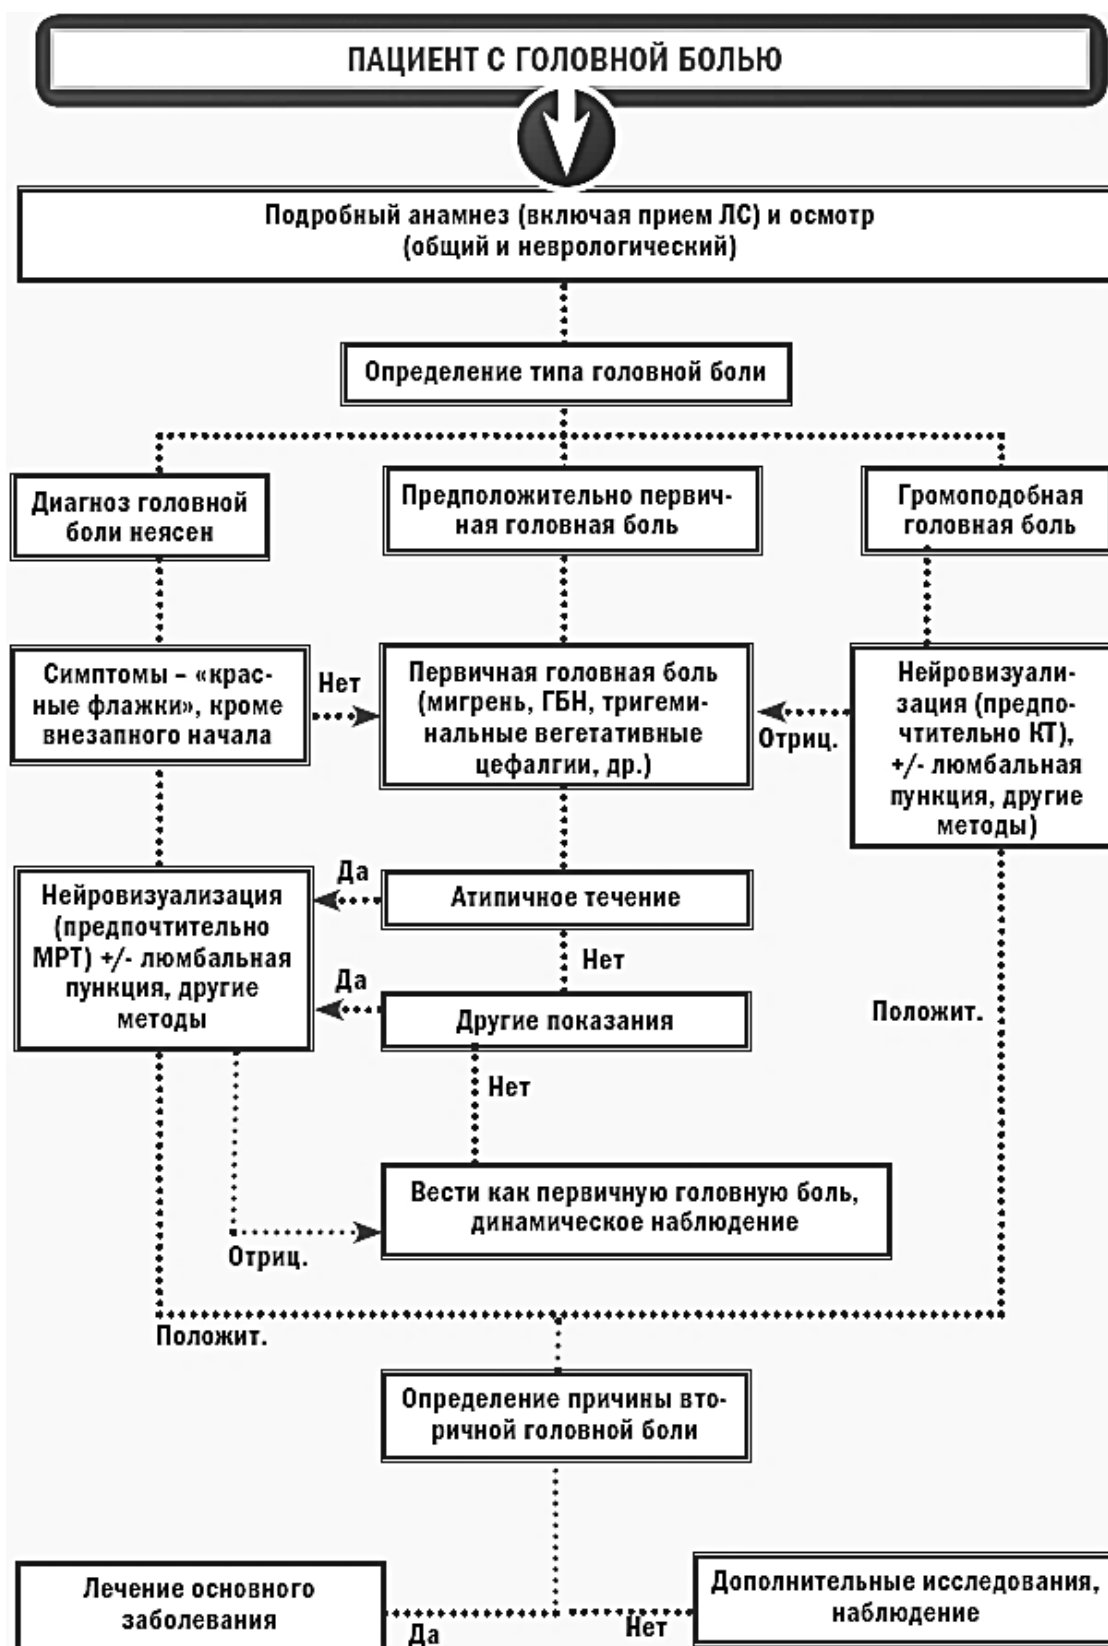 ПАЦИЕНТ С ГОЛОВНОЙ БОЛЬЮ
Подробный анамнез (включая прием ЛС) и осмотр
(общий и неврологический)
Определение типа головной боли
Диагноз головной
боли неясен
Предположительно первич-
ная головная боль
Громоподобная
головная боль
Симптомы – «крас-
ные флажки», кроме
внезапного начала
Нет
Первичная головная боль
(мигрень, ГБН, тригеми-
нальные вегетативные
цефалгии, др.)
Отриц.
Нейровизуали-
зация (предпо-
чтительно КТ),
+/- люмбальная
пункция, другие
методы)
Нейровизуализация
(предпочтительно
МРТ) +/- люмбальная
пункция, другие
методы
Да
Атипичное течение
Нет
Да
Другие показания
Положит.
Нет
Вести как первичную головную боль,
динамическое наблюдение
Отриц.
Положит.
Определение причины вто-
ричной головной боли
Лечение основного
заболевания
Да
Нет
Дополнительные исследования,
наблюдение